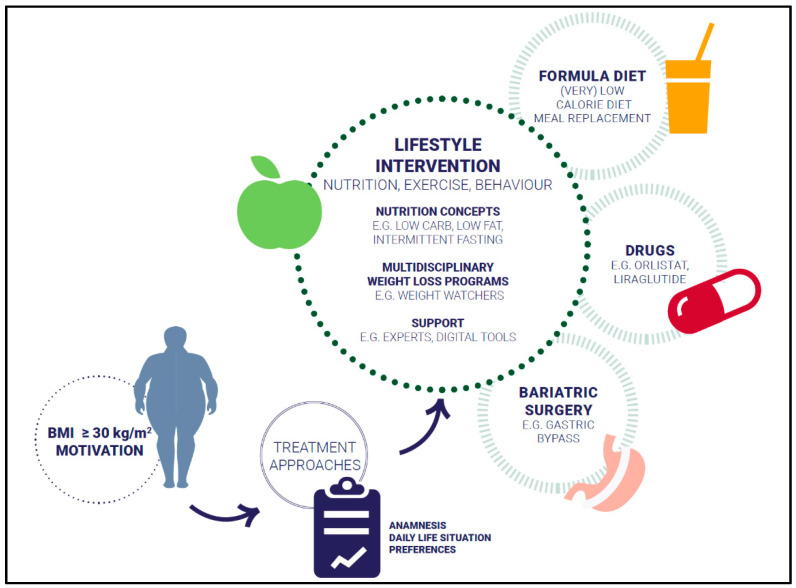 FORMULA DIET
(VERY) LOW
CALORIE DIET
MEAL REPLACEMENT
LIFESTYLE
INTERVENTION
NUTRITION, EXERCISE, BEHAVIOUR
NUTRITION CONCEPTS
E.G. LOW CARB, LOW FAT,
INTERMITTENT FASTING
MULTIDISCIPLINARY
WEIGHT LOSS PROGRAMS
E.G. WEIGHT WATCHERS
SUPPORT
E.G. EXPERTS, DIGITAL TOOLS
DRUGS
E.G. ORLISTAT,
LIRAGLUTIDE
BARIATRIC
SURGERY
E.G. GASTRIC
BYPASS
BMI ≥ 30 kg/m²
MOTIVATION
TREATMENT
APPROACHES
ANAMNESIS
DAILY LIFE SITUATION
PREFERENCES